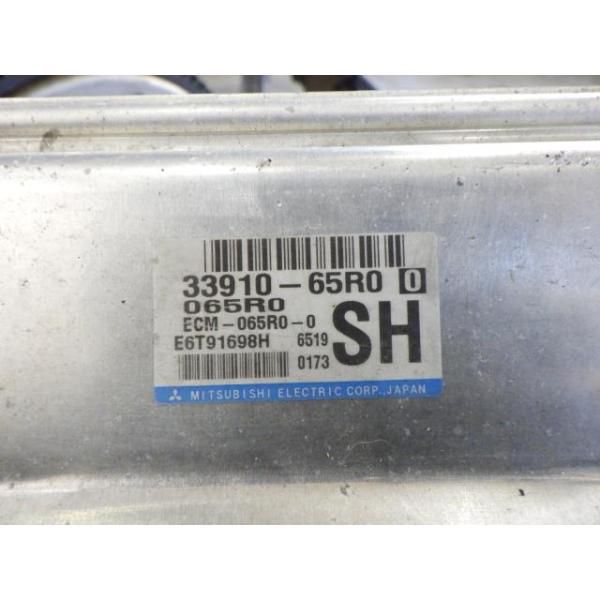 33910-65R0 0
065R0
ECM-065R0-0
E6T91698H 6519
SH
0173
MITSUBISHI ELECTRIC CORP., JAPAN